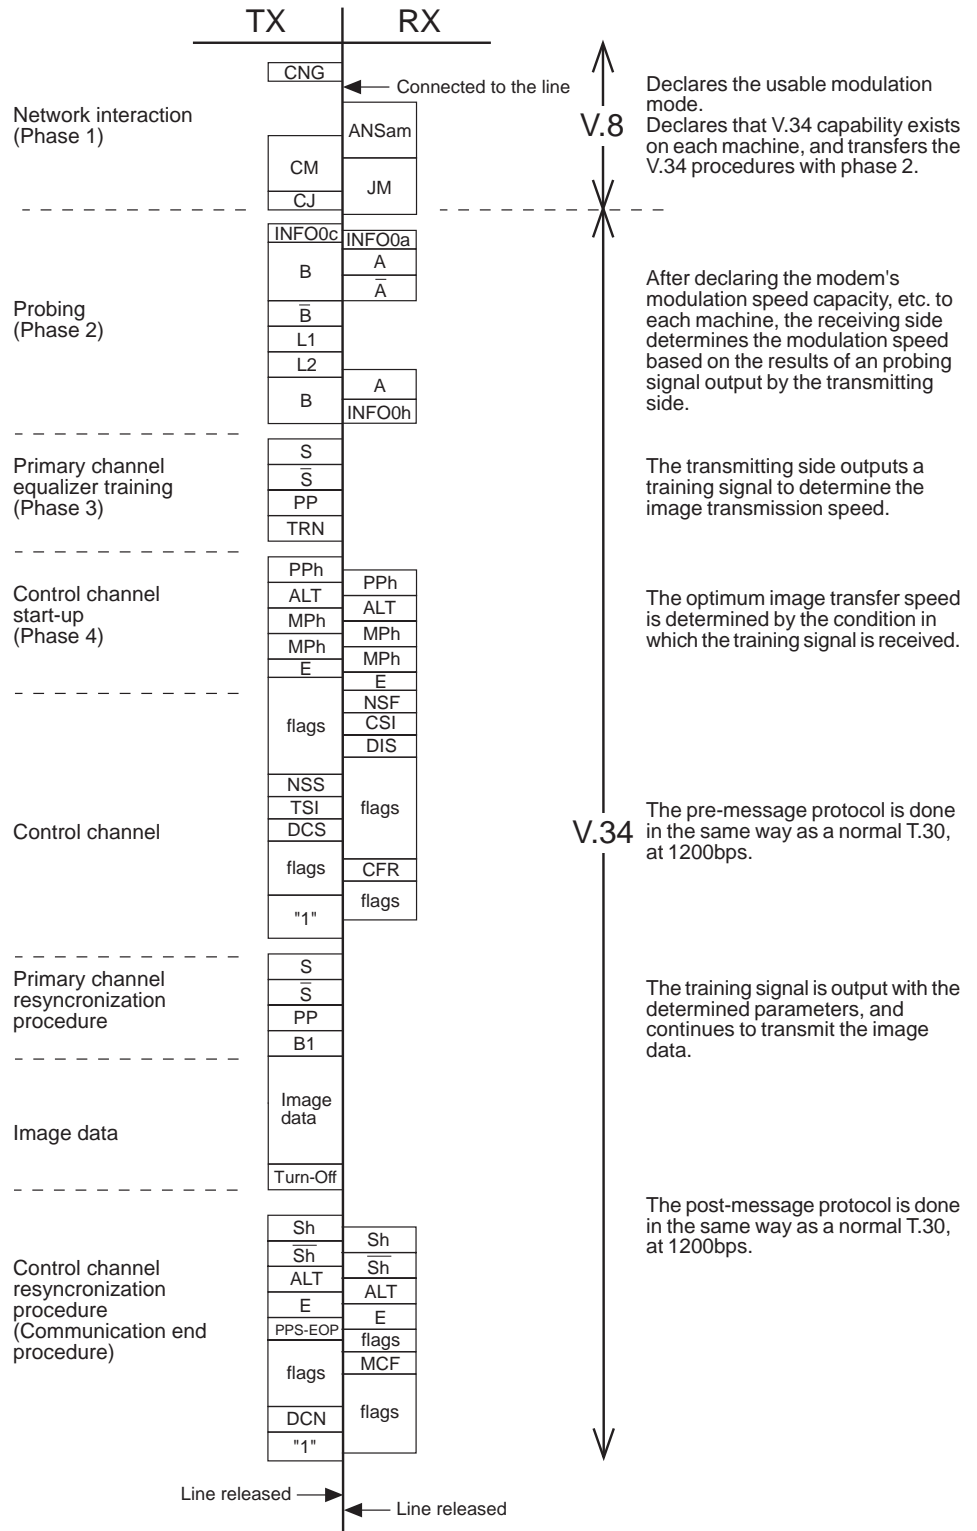 TX RX
CNG
Connected to the line
Network interaction
(Phase 1)
ANSam
CM
JM
CJ
V.8
Declares the usable modulation
mode.
Declares that V.34 capability exists
on each machine, and transfers the
V.34 procedures with phase 2.
Probing
(Phase 2)
INFO0c
INFO0a
B
A
A̅
B̅
L1
L2
B
A
INFO0h
After declaring the modem's
modulation speed capacity, etc. to
each machine, the receiving side
determines the modulation speed
based on the results of an probing
signal output by the transmitting
side.
Primary channel
equalizer training
(Phase 3)
S
S̅
PP
TRN
The transmitting side outputs a
training signal to determine the
image transmission speed.
Control channel
start-up
(Phase 4)
PPh
ALT
MPh
MPh
E
PPh
ALT
MPh
MPh
E
The optimum image transfer speed
is determined by the condition in
which the training signal is received.
Control channel
flags
NSS
TSI
DCS
flags
"1"
NSF
CSI
DIS
flags
CFR
flags
V.34
The pre-message protocol is done
in the same way as a normal T.30,
at 1200bps.
Primary channel
resyncronization
procedure
S
S̅
PP
B1
The training signal is output with the
determined parameters, and
continues to transmit the image
data.
Image data
Image
data
Turn-Off
Control channel
resyncronization
procedure
(Communication end
procedure)
Sh
S̅h̅
ALT
E
PPS-EOP
flags
DCN
"1"
Sh
S̅h̅
ALT
E
flags
MCF
flags
The post-message protocol is done
in the same way as a normal T.30,
at 1200bps.
Line released
Line released